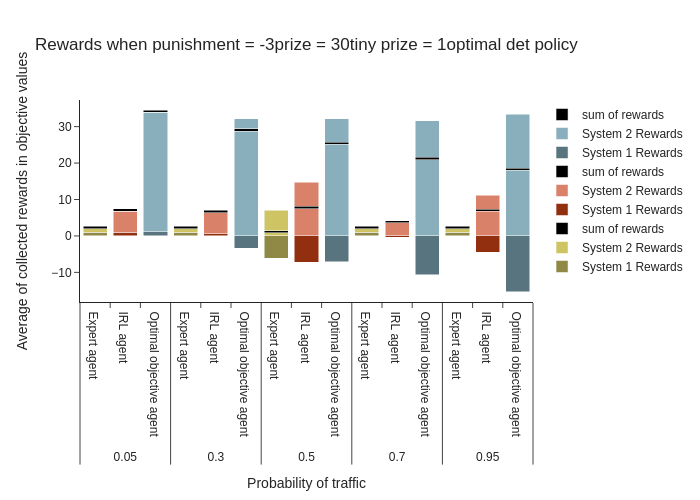 Rewards when punishment = -3prize = 30tiny prize = 1optimal det policy
Average of collected rewards in objective values
30
20
10
0
−10
sum of rewards
System 2 Rewards
System 1 Rewards
sum of rewards
System 2 Rewards
System 1 Rewards
sum of rewards
System 2 Rewards
System 1 Rewards
Expert agent
IRL agent
Optimal objective agent
Expert agent
IRL agent
Optimal objective agent
Expert agent
IRL agent
Optimal objective agent
Expert agent
IRL agent
Optimal objective agent
Expert agent
IRL agent
Optimal objective agent
0.05
0.3
0.5
0.7
0.95
Probability of traffic